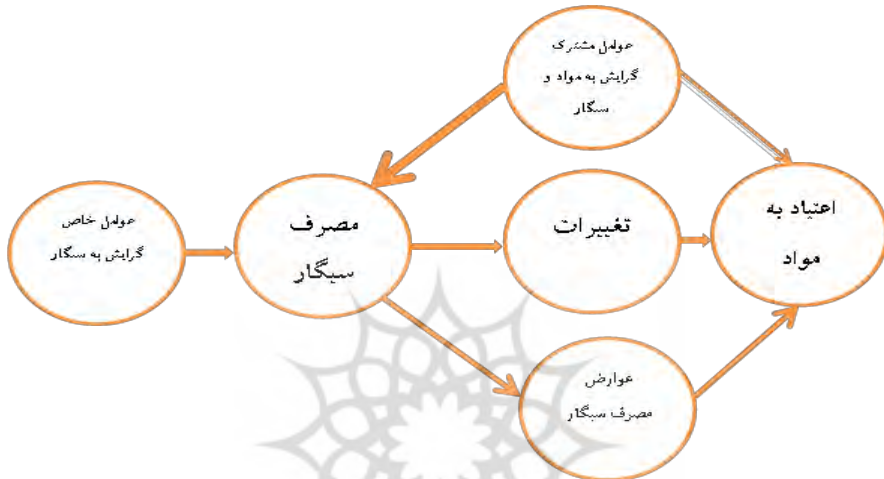 عوامل مشترک
گرایش به مواد و
سیگار
عوامل خاص
گرایش به سیگار
مصرف
سیگار
تغییرات
اعتیاد به
مواد
عوارض
مصرف سیگار